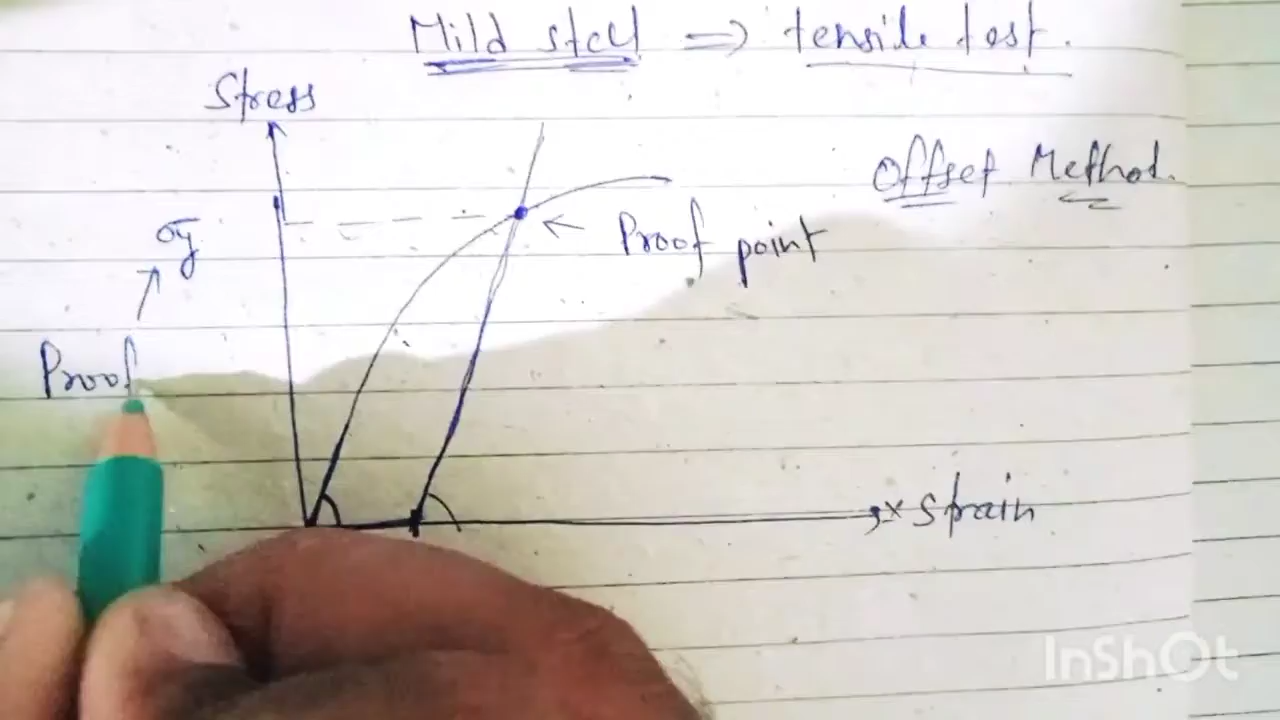 Mild steel ⇒ tensile test.
Stress
Offset Method.
σy
← Proof point
Proof
× Strain
InShOt